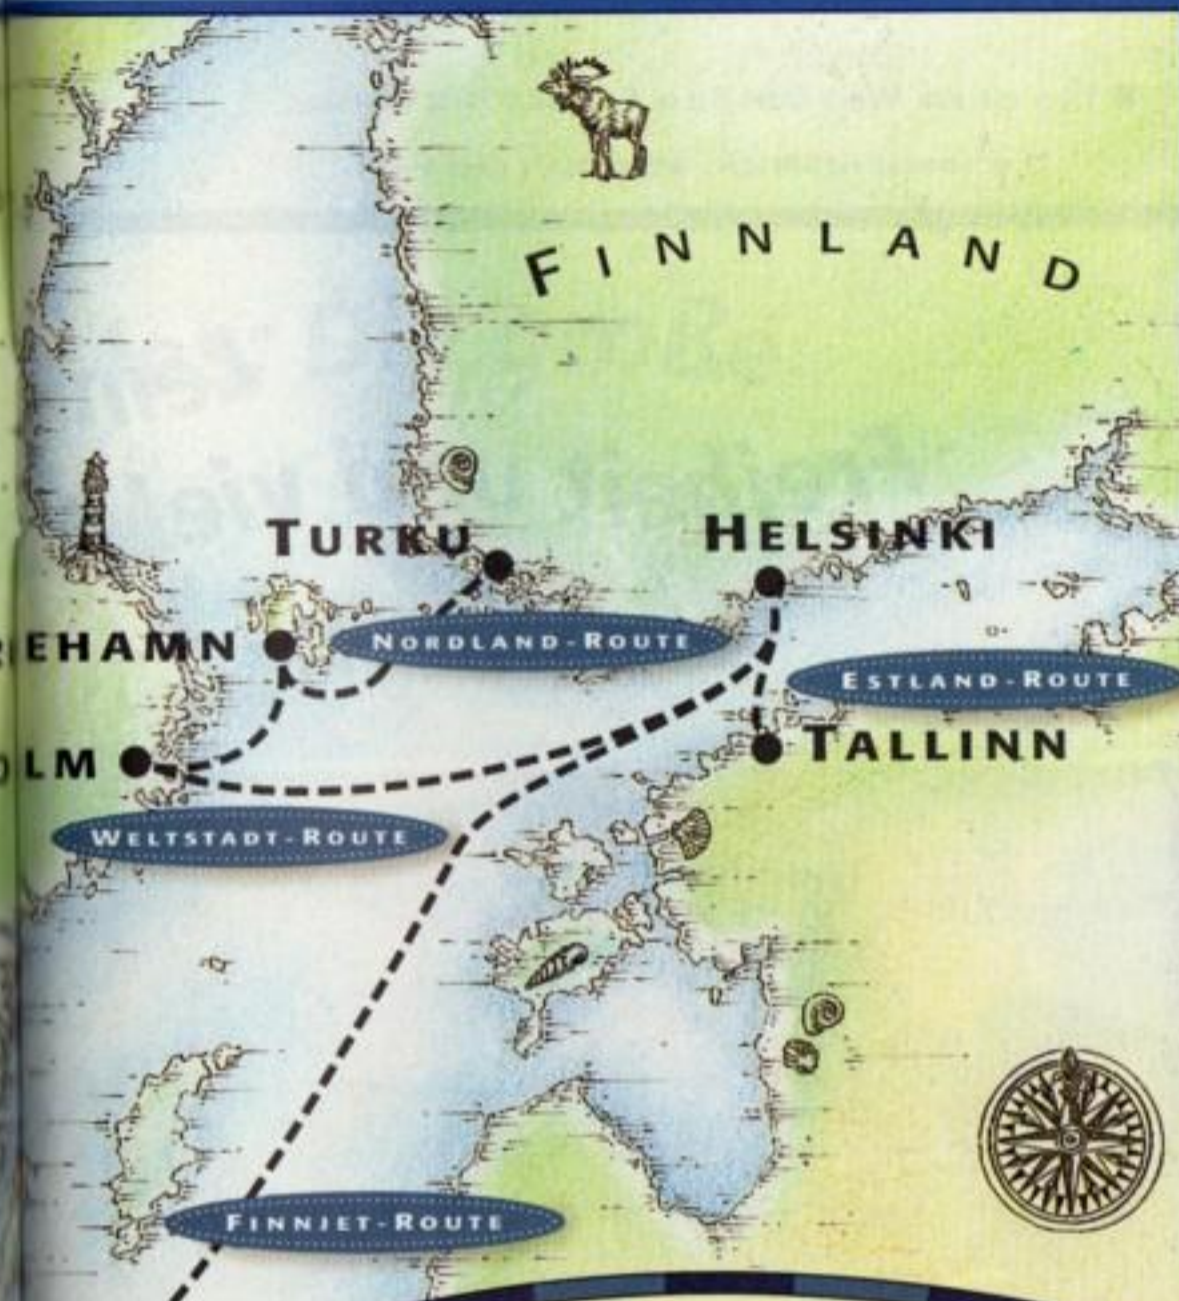 FINNLAND
TURKU
HELSINKI
EHAMN
NORDLAND-ROUTE
ESTLAND-ROUTE
LM
TALLINN
WELTSTADT-ROUTE
FINNJET-ROUTE